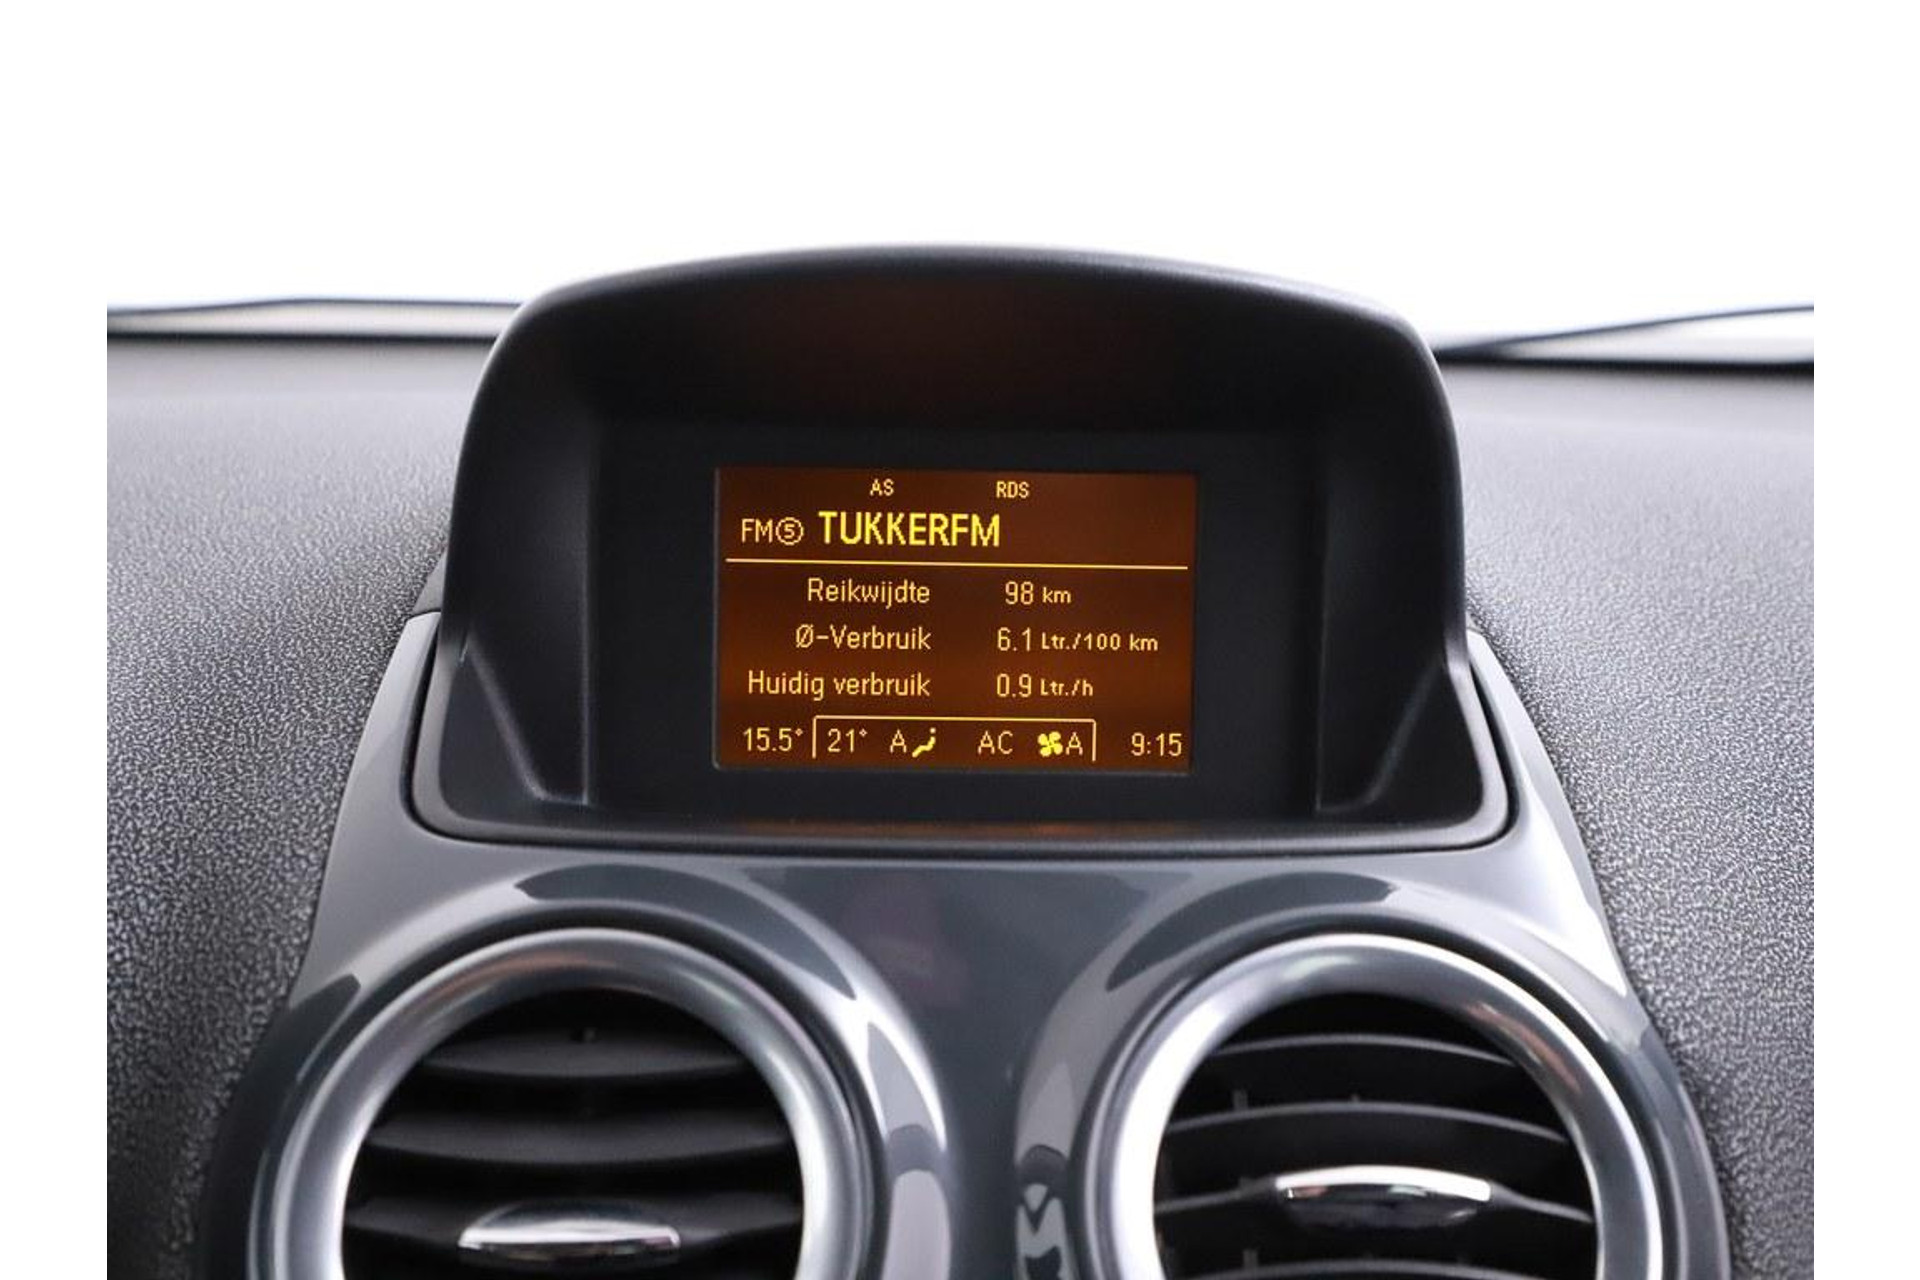 AS RDS
FM⑤ TUKKERFM
Reikwijdte 98 km
Ø-Verbruik 6.1 Ltr./100 km
Huidig verbruik 0.9 Ltr./h
15.5° 21° A AC A 9:15